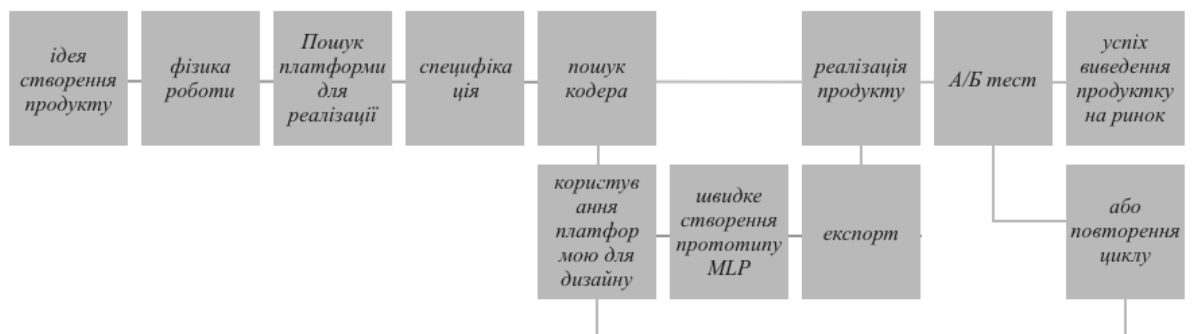 ідея
створення
продукту
фізика
роботи
Пошук
платформи
для
реалізації
специфіка
ція
пошук
кодера
реалізація
продукту
А/Б тест
успіх
виведення
продуктку
на ринок
користув
ання
платфор
мою для
дизайну
швидке
створення
прототипу
MLP
експорт
або
повторення
циклу